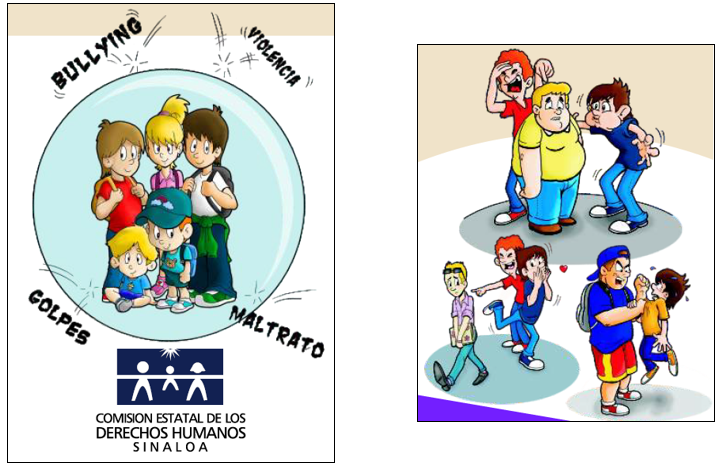 BULLYING
VIOLENCIA
GOLPES
MALTRATO
COMISION ESTATAL DE LOS
DERECHOS HUMANOS
SINALOA